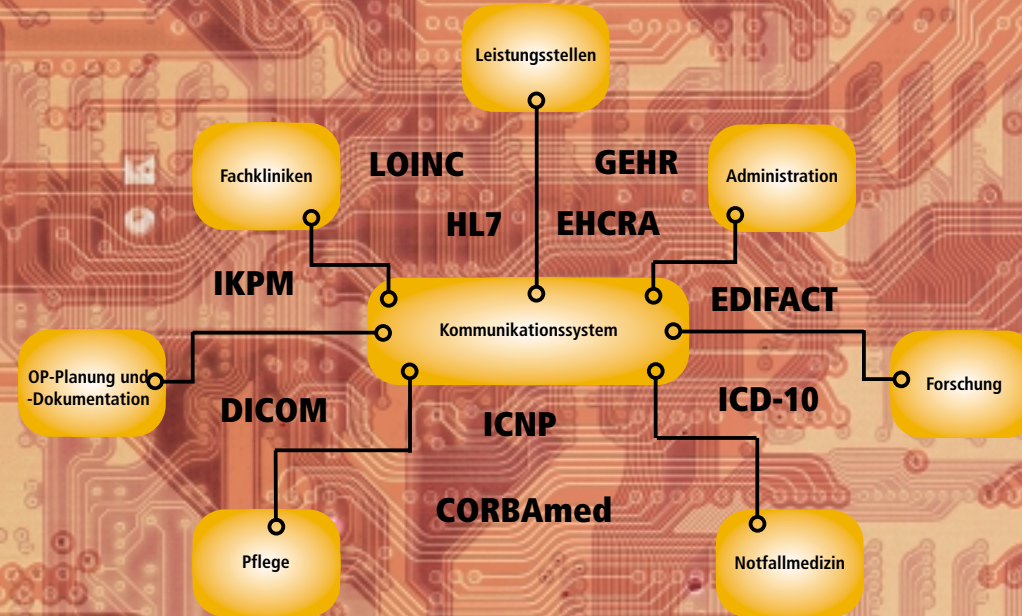 Leistungsstellen
Fachkliniken
LOINC
GEHR
Administration
HL7
EHCRA
IKPM
EDIFACT
Kommunikationssystem
OP-Planung und
-Dokumentation
Forschung
DICOM
ICNP
ICD-10
CORBAmed
Pflege
Notfallmedizin